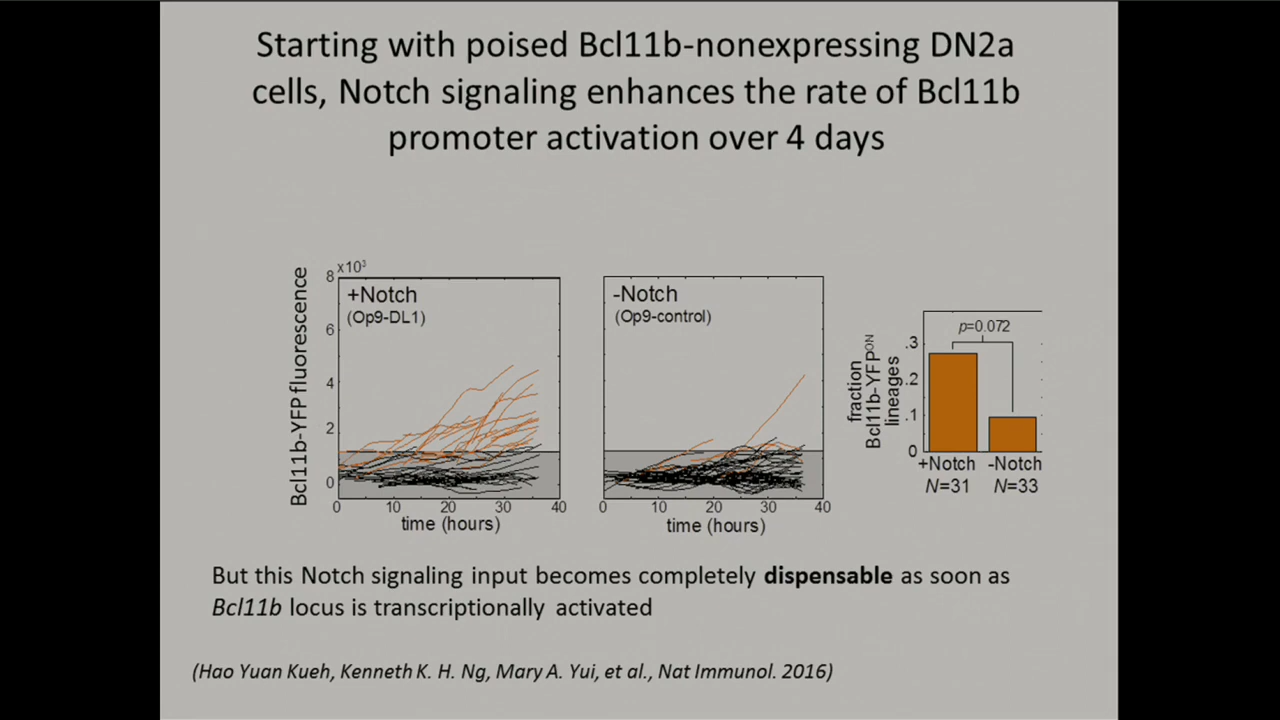 Starting with poised Bcl11b-nonexpressing DN2a
cells, Notch signaling enhances the rate of Bcl11b
promoter activation over 4 days
Bcl11b-YFP fluorescence
8 x10³
6
4
2
0
+Notch
(Op9-DL1)
0 10 20 30 40
time (hours)
-Notch
(Op9-control)
0 10 20 30 40
time (hours)
fraction
Bcl11b-YFPᴼᴺ
lineages
.3
.2
.1
0
p=0.072
+Notch -Notch
N=31 N=33
But this Notch signaling input becomes completely dispensable as soon as
Bcl11b locus is transcriptionally activated
(Hao Yuan Kueh, Kenneth K. H. Ng, Mary A. Yui, et al., Nat Immunol. 2016)